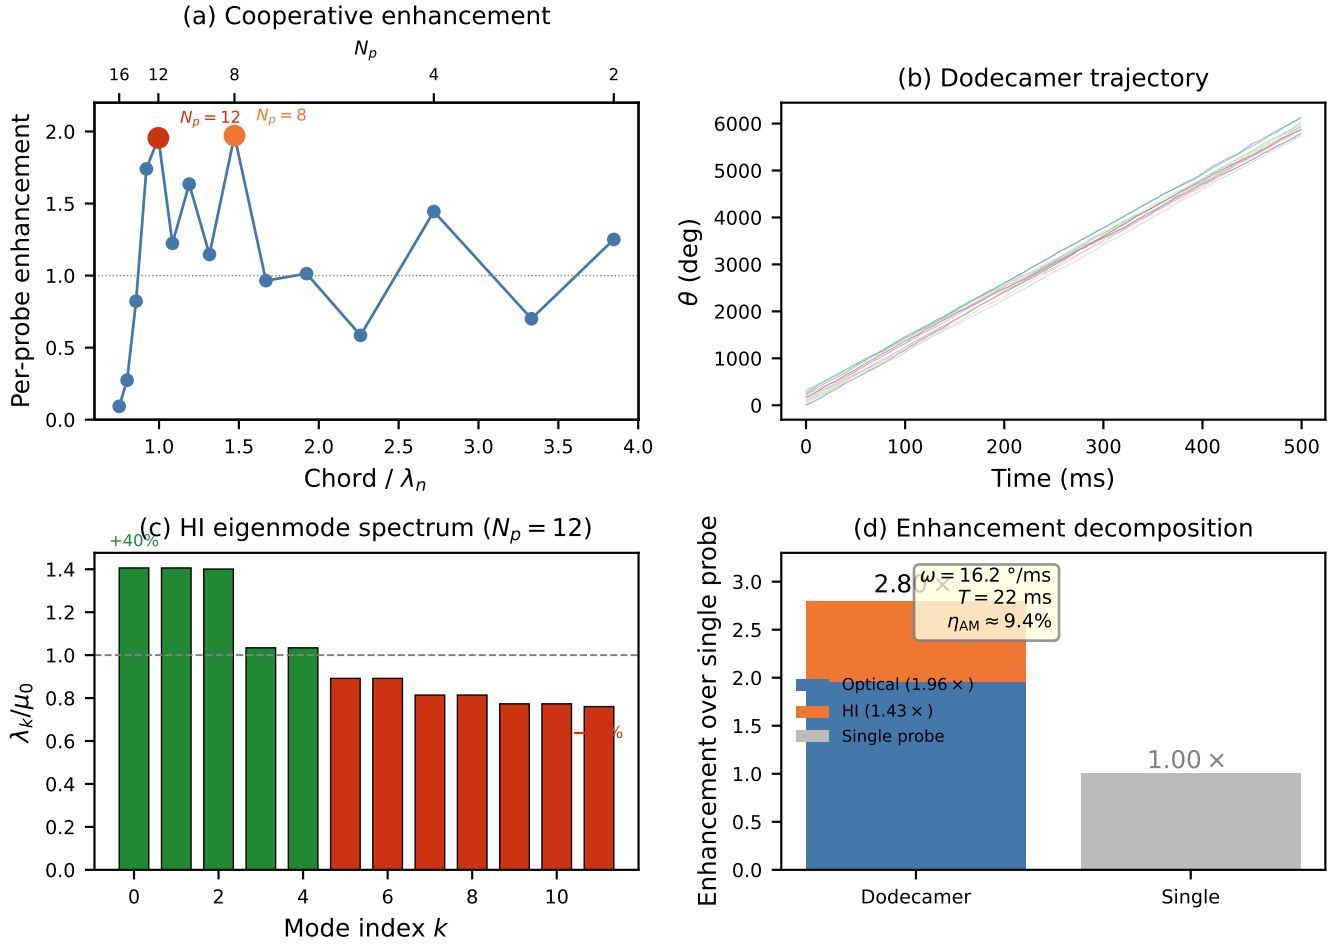 (a) Cooperative enhancement
N_p
16 12 8 4 2
N_p = 12
N_p = 8
Per-probe enhancement
2.0
1.5
1.0
0.5
0.0
1.0 1.5 2.0 2.5 3.0 3.5 4.0
Chord / λ_n
(b) Dodecamer trajectory
θ (deg)
6000
5000
4000
3000
2000
1000
0
0 100 200 300 400 500
Time (ms)
(c) HI eigenmode spectrum (N_p = 12)
+40%
λ_k/μ_0
1.4
1.2
1.0
0.8
0.6
0.4
0.2
0.0
%
0 2 4 6 8 10
Mode index k
(d) Enhancement decomposition
Enhancement over single probe
3.0
2.5
2.0
1.5
1.0
0.5
0.0
2.80 ×
ω = 16.2 °/ms
T = 22 ms
η_AM ≈ 9.4%
Optical (1.96 ×)
HI (1.43 ×)
Single probe
1.00 ×
Dodecamer Single